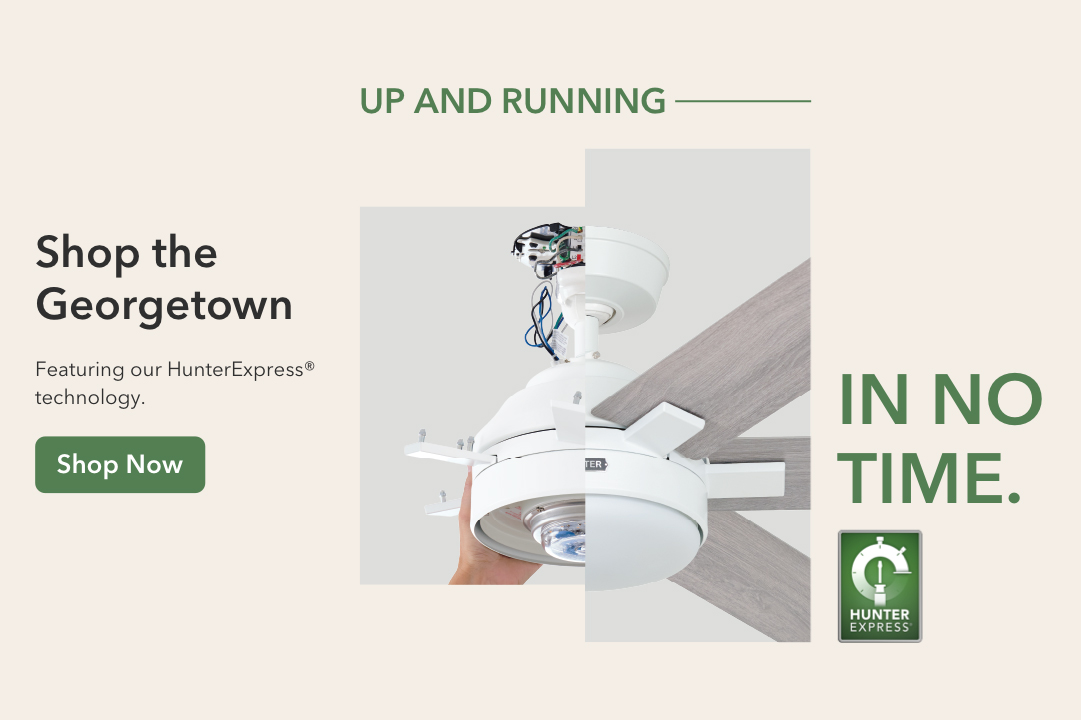 UP AND RUNNING
Shop the
Georgetown
Featuring our HunterExpress®
technology.
Shop Now
IN NO
TIME.
HUNTER
EXPRESS